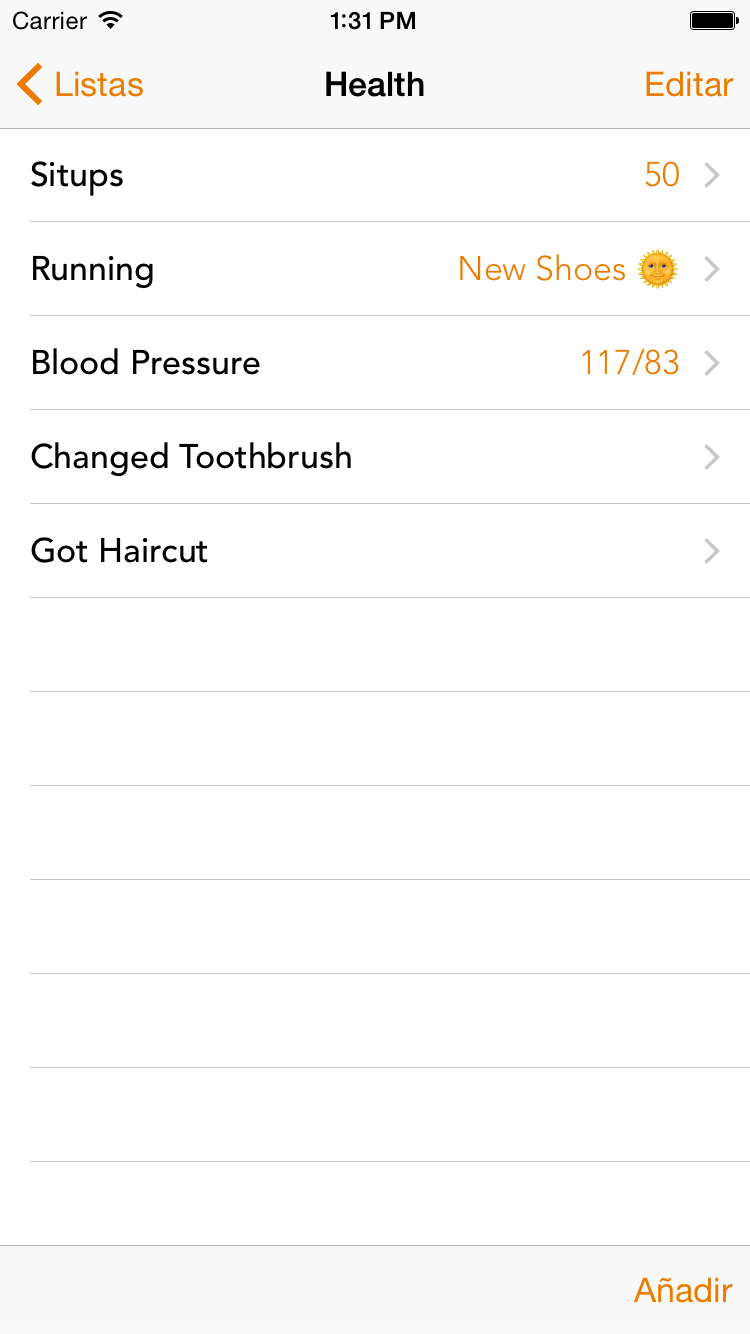 Carrier 1:31 PM
Listas Health Editar
Situps 50
Running New Shoes 🌞
Blood Pressure 117/83
Changed Toothbrush
Got Haircut
Añadir